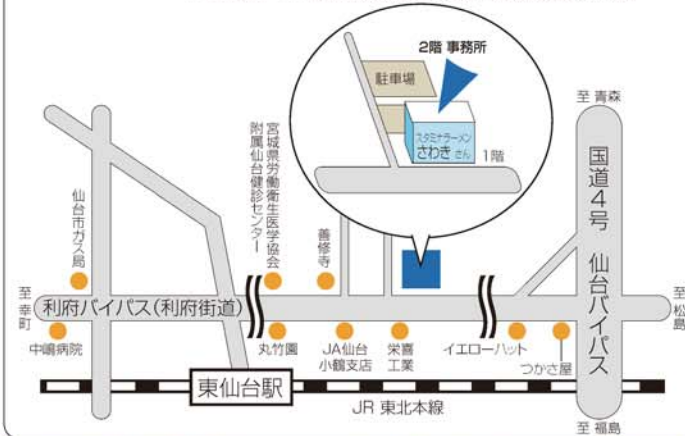 2階 事務所
駐車場
スタミナラーメン
さわき さん
1階
至 青森
国道4号 仙台バイパス
宮城県労働衛生医学協会
附属仙台健診センター
善修寺
仙台市ガス局
至 幸町
利府バイパス(利府街道)
至 松島
中嶋病院
丸竹園
JA仙台
小鶴支店
栄喜
工業
イエローハット
つかさ屋
東仙台駅
JR 東北本線
至 福島